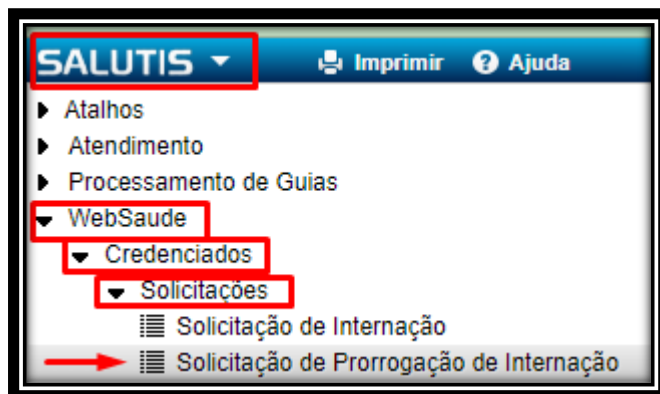 SALUTIS Imprimir Ajuda
Atalhos
Atendimento
Processamento de Guias
WebSaude
Credenciados
Solicitações
Solicitação de Internação
Solicitação de Prorrogação de Internação